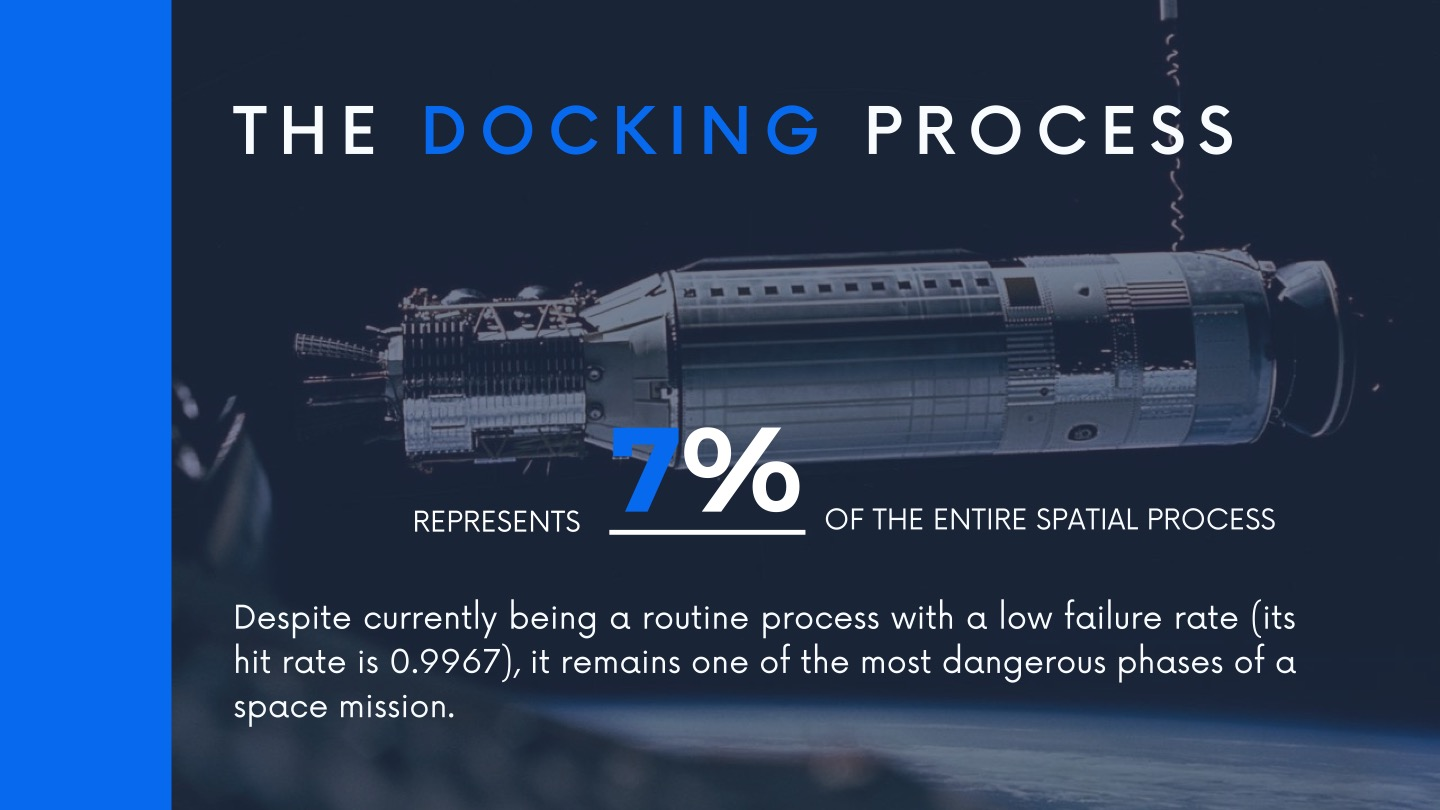 THE DOCKING PROCESS
REPRESENTS 7% OF THE ENTIRE SPATIAL PROCESS
Despite currently being a routine process with a low failure rate (its
hit rate is 0.9967), it remains one of the most dangerous phases of a
space mission.